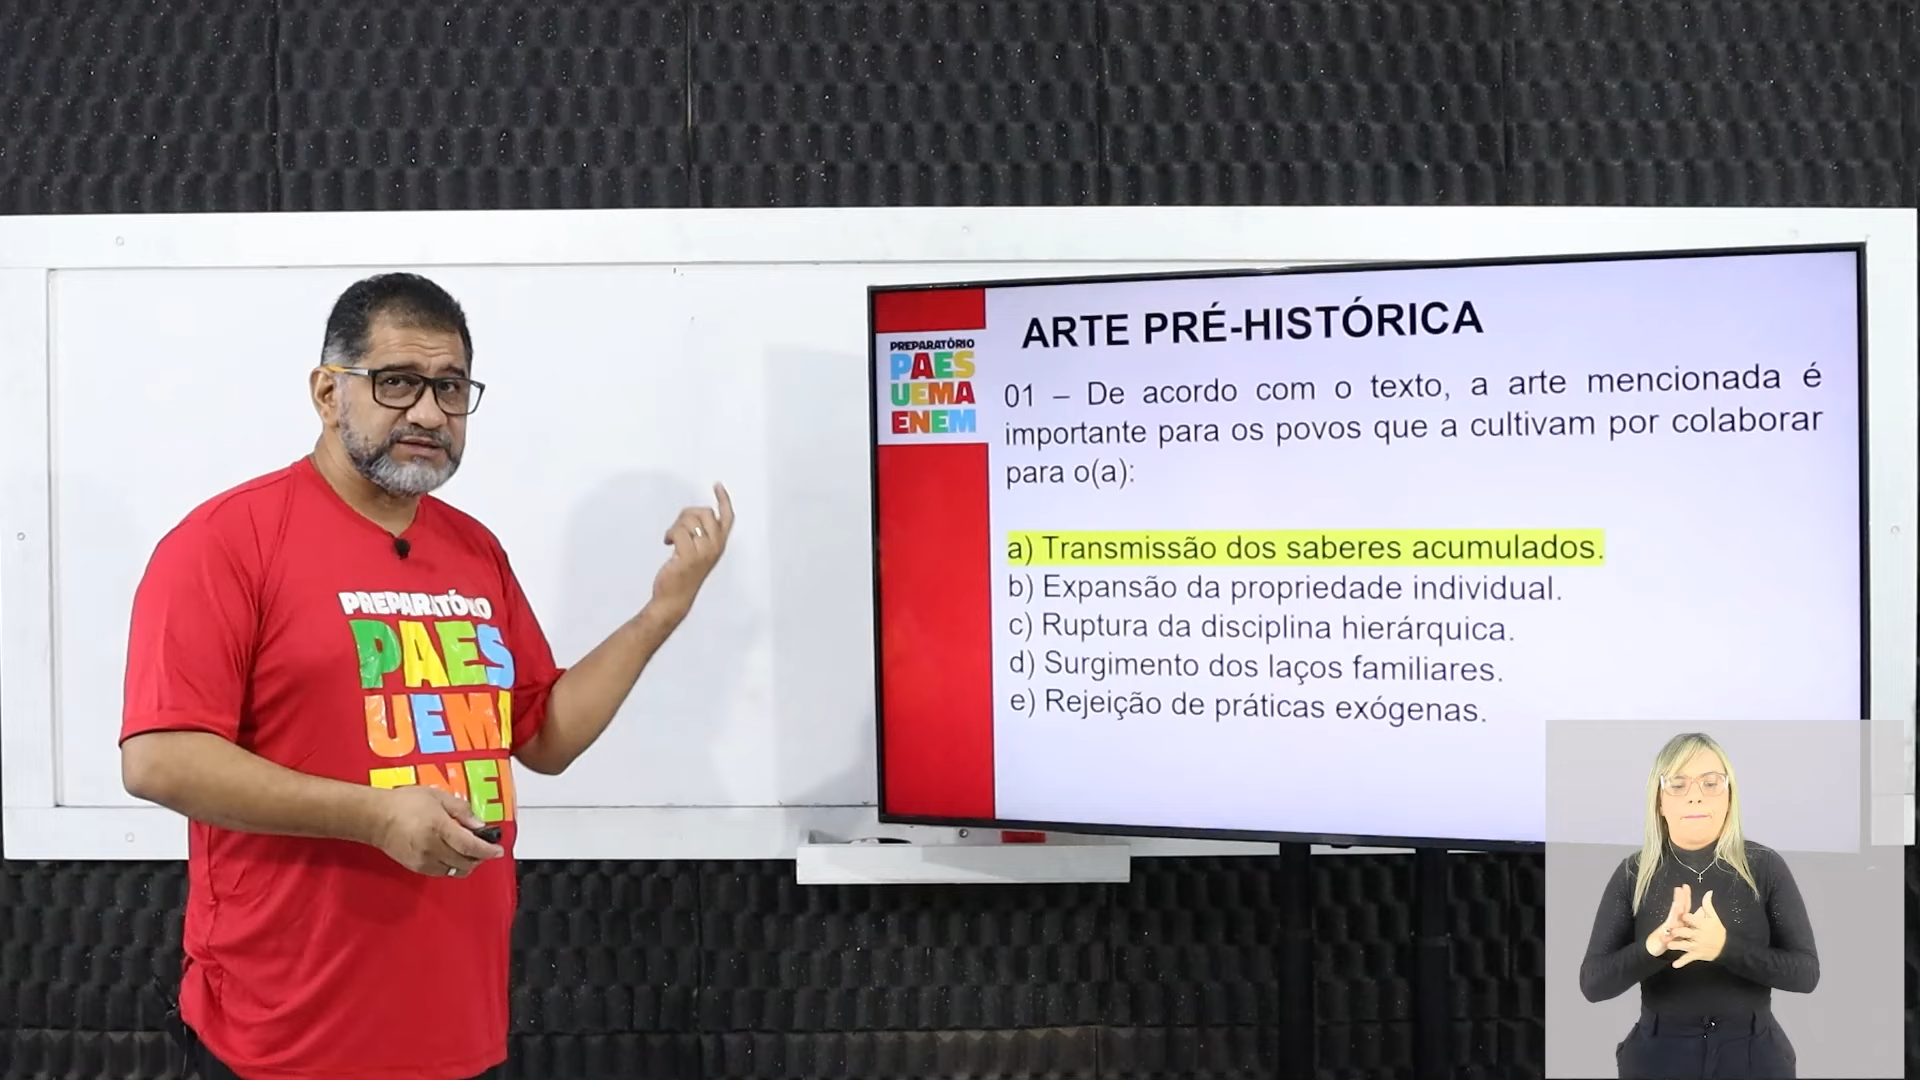 ARTE PRÉ-HISTÓRICA
PREPARATÓRIO
PAES
UEMA
ENEM
01 – De acordo com o texto, a arte mencionada é
importante para os povos que a cultivam por colaborar
para o(a):
a) Transmissão dos saberes acumulados.
b) Expansão da propriedade individual.
c) Ruptura da disciplina hierárquica.
d) Surgimento dos laços familiares.
e) Rejeição de práticas exógenas.
PREPARATÓRIO
PAES
UEMA
ENEM